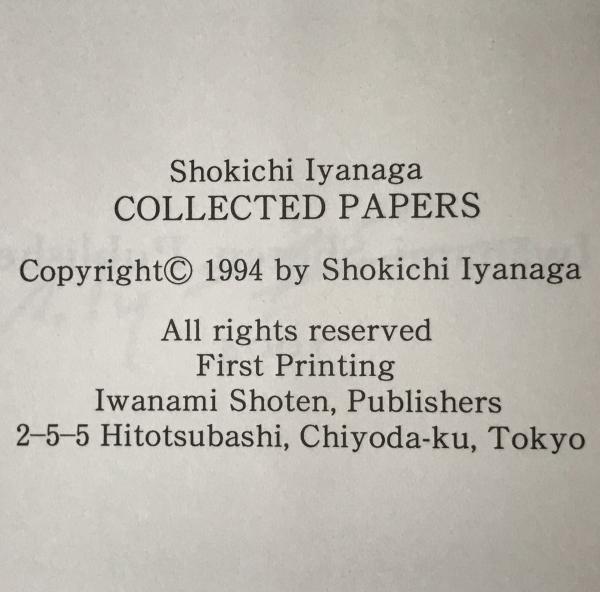 Shokichi Iyanaga
COLLECTED PAPERS
Copyright© 1994 by Shokichi Iyanaga
All rights reserved
First Printing
Iwanami Shoten, Publishers
2-5-5 Hitotsubashi, Chiyoda-ku, Tokyo